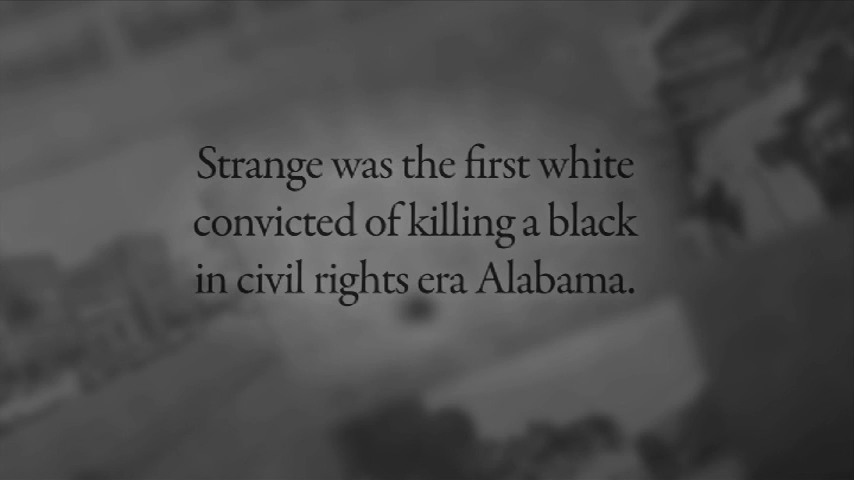 Strange was the first white
convicted of killing a black
in civil rights era Alabama.